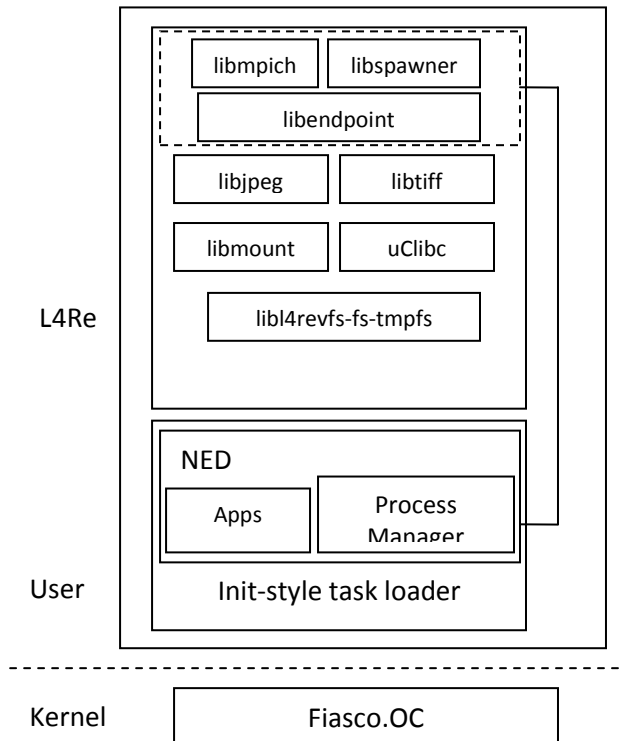 libmpich libspawner
libendpoint
libjpeg libtiff
libmount uClibc
L4Re
libl4revfs-fs-tmpfs
NED
Apps
Process
Manager
User
Init-style task loader
Kernel
Fiasco.OC